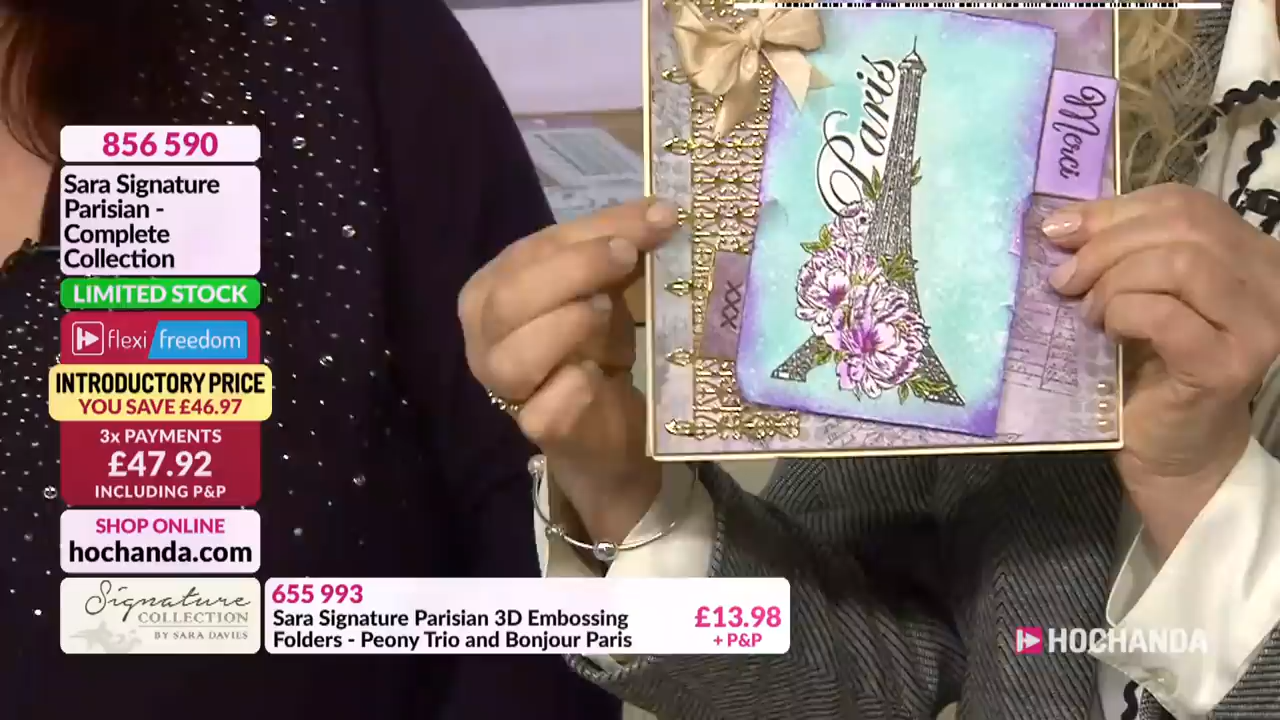 856 590
Sara Signature
Parisian -
Complete
Collection
LIMITED STOCK
flexi freedom
INTRODUCTORY PRICE
YOU SAVE £46.97
3x PAYMENTS
£47.92
INCLUDING P&P
SHOP ONLINE
hochanda.com
Signature
COLLECTION
BY SARA DAVIES
655 993
Sara Signature Parisian 3D Embossing
Folders - Peony Trio and Bonjour Paris
£13.98
+ P&P
HOCHANDA
Paris
Merci
XXX